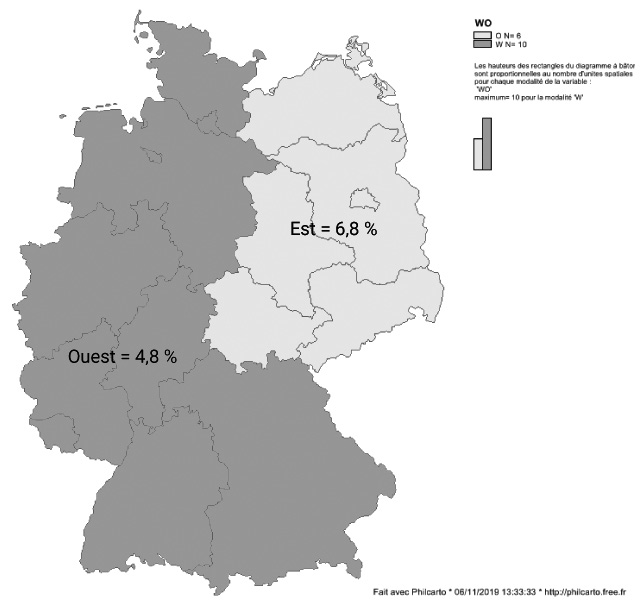 WO
O N= 6
W N= 10
Les hauteurs des rectangles du diagramme à bâton
sont proportionnelles au nombre d'unites spatiales
pour chaque modalité de la variable :
"WO"
maximum= 10 pour la modalité 'W'
Est = 6,8 %
Ouest = 4,8 %
Fait avec Philcarto * 06/11/2019 13:33:33 * http://philcarto.free.fr